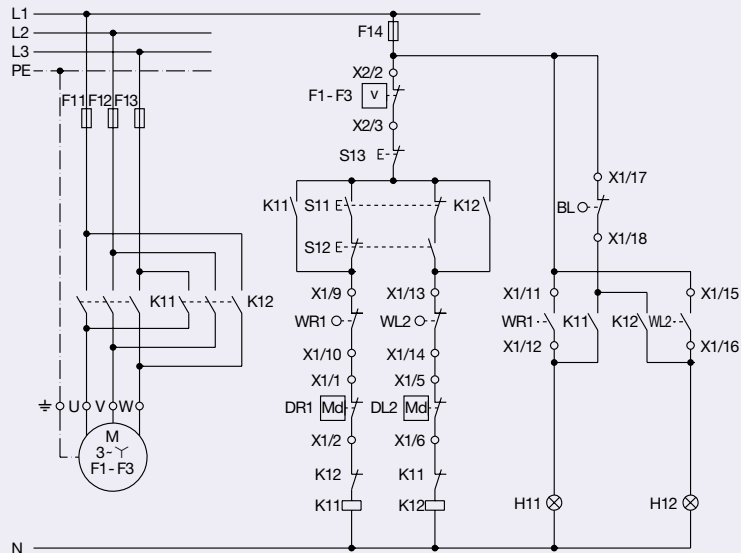 L1
F14
L2
L3
PE
X2/2
F11 F12 F13
F1-F3 v
X2/3
S13 E
X1/17
K11 S11 E K12
BL
S12 E
X1/18
X1/9 X1/13 X1/11 X1/15
K11 K12
WR1 WL2 WR1 K11 K12 WL2
X1/12 X1/16
X1/10 X1/14
X1/1 X1/5
DR1 Md DL2 Md
U V W
X1/2 X1/6
M
3~
F1-F3
K12 K11
K11 K12 H11 H12
N